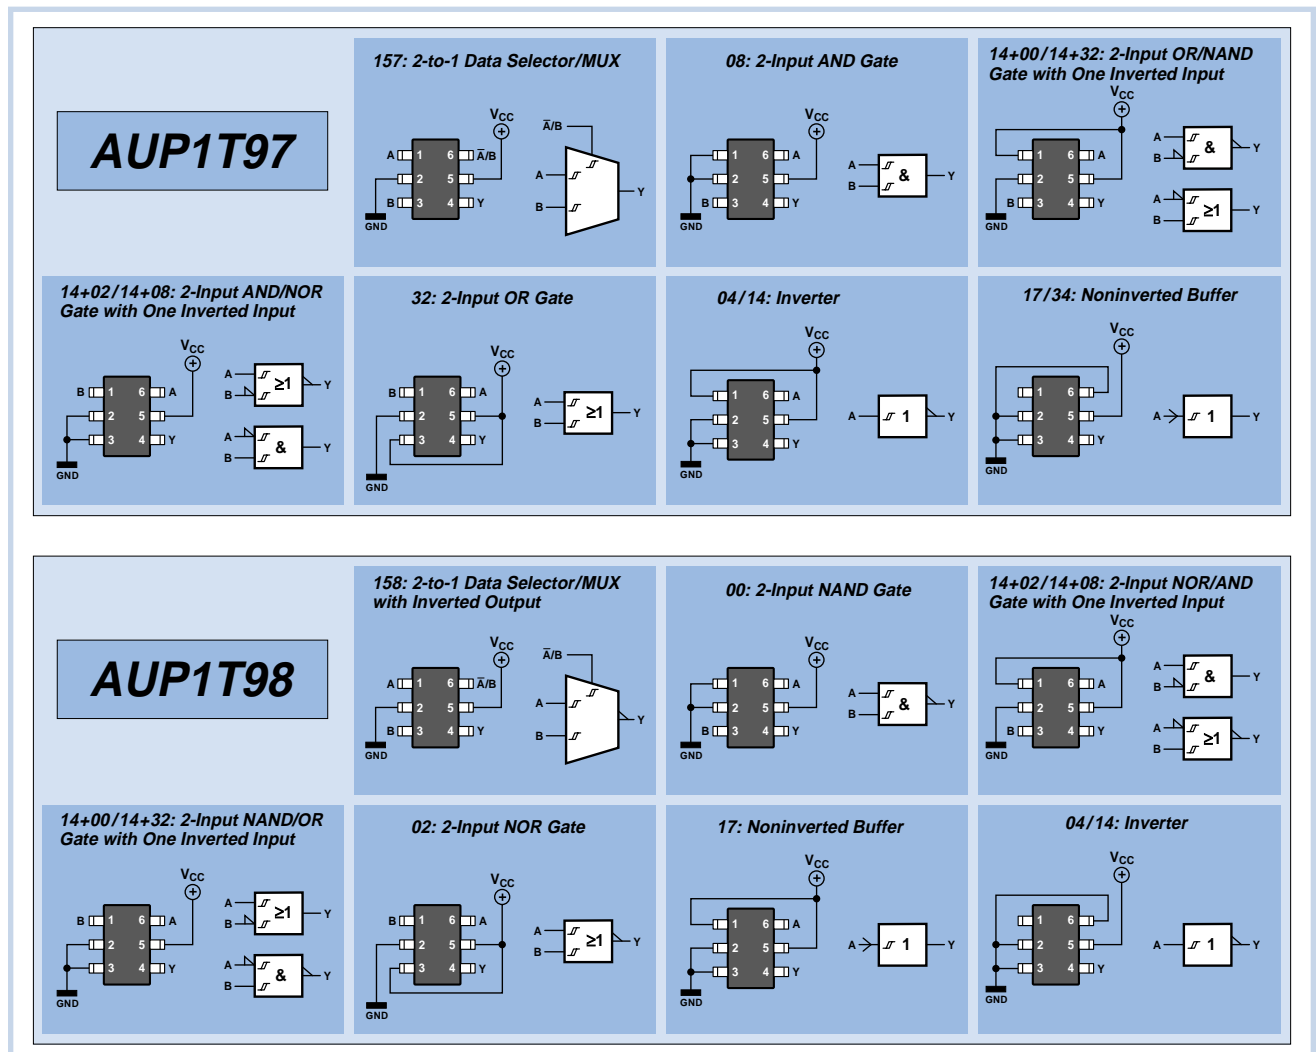 AUP1T97
157: 2-to-1 Data Selector/MUX
VCC
A 1 6 A̅/B
2 5
B 3 4 Y
GND
A̅/B
A
B
Y
08: 2-Input AND Gate
VCC
1 6 A
2 5
B 3 4 Y
GND
A
B
&
Y
14+00/14+32: 2-Input OR/NAND
Gate with One Inverted Input
VCC
1 6 A
2 5
B 3 4 Y
GND
A
B
&
Y
A
B
≥1
Y
14+02/14+08: 2-Input AND/NOR
Gate with One Inverted Input
VCC
B 1 6 A
2 5
3 4 Y
GND
A
B
≥1
Y
A
B
&
Y
32: 2-Input OR Gate
VCC
B 1 6 A
2 5
3 4 Y
GND
A
B
≥1
Y
04/14: Inverter
VCC
1 6 A
2 5
3 4 Y
GND
A
1
Y
17/34: Noninverted Buffer
VCC
B 1 6
2 5
3 4 Y
GND
A
1
Y
AUP1T98
158: 2-to-1 Data Selector/MUX
with Inverted Output
VCC
A 1 6 A̅/B
2 5
B 3 4 Y
GND
A̅/B
A
B
Y
00: 2-Input NAND Gate
VCC
1 6 A
2 5
B 3 4 Y
GND
A
B
&
Y
14+02/14+08: 2-Input NOR/AND
Gate with One Inverted Input
VCC
1 6 A
2 5
B 3 4 Y
GND
A
B
&
Y
A
B
≥1
Y
14+00/14+32: 2-Input NAND/OR
Gate with One Inverted Input
VCC
B 1 6 A
2 5
3 4 Y
GND
A
B
≥1
Y
A
B
&
Y
02: 2-Input NOR Gate
VCC
B 1 6 A
2 5
3 4 Y
GND
A
B
≥1
Y
17: Noninverted Buffer
VCC
1 6 A
2 5
3 4 Y
GND
A
1
Y
04/14: Inverter
VCC
B 1 6
2 5
3 4 Y
GND
A
1
Y